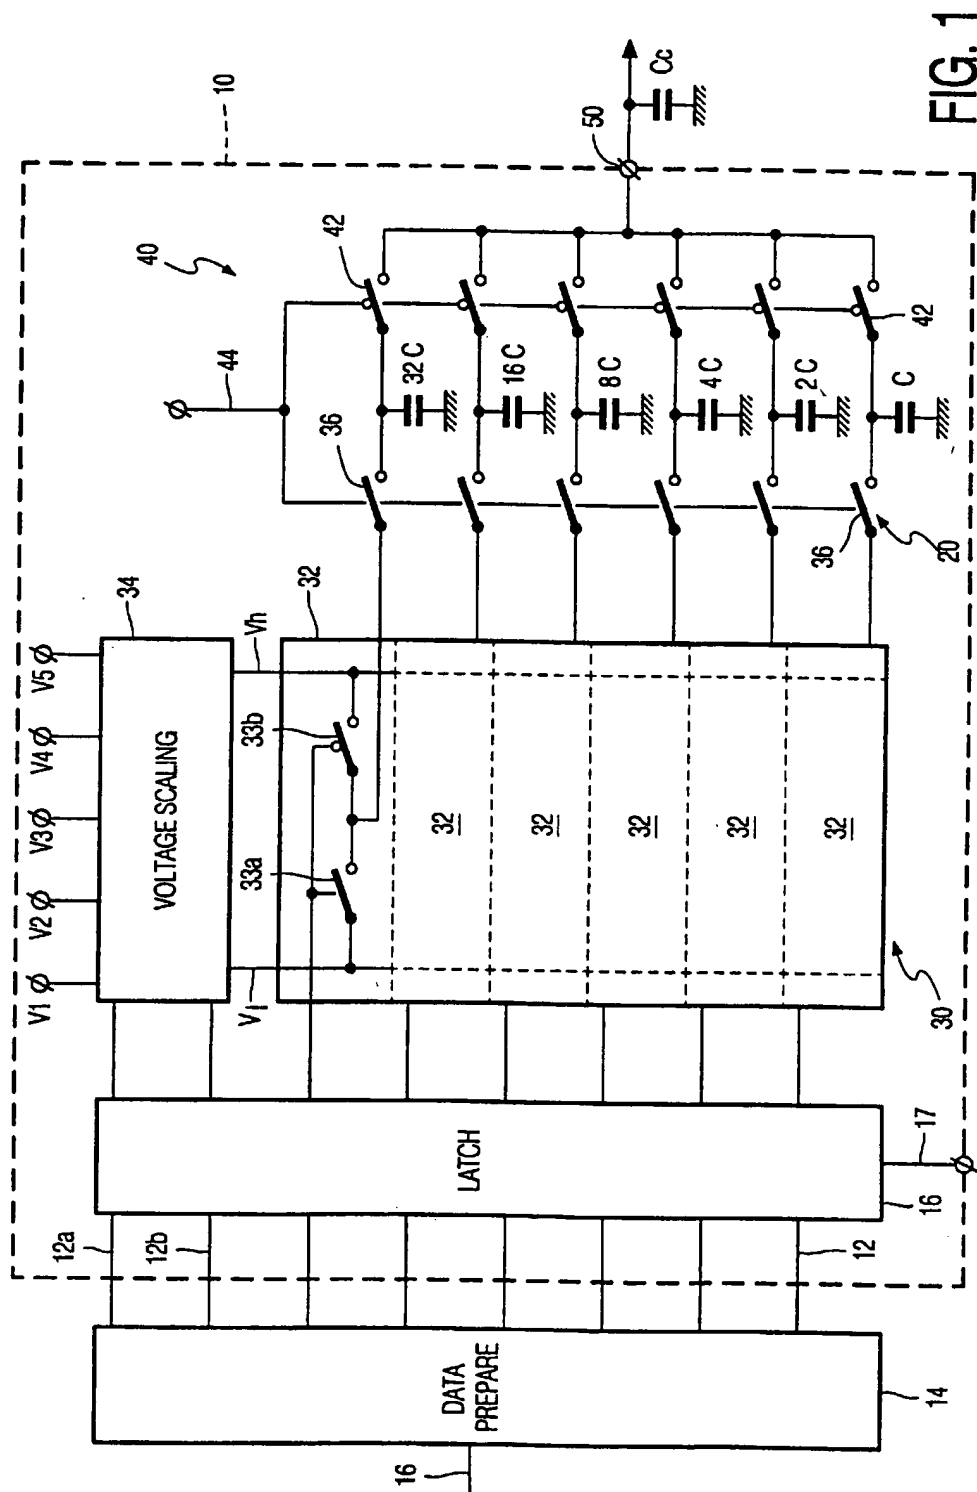 FIG. 1
10
40
44
42
50
Cc
V1
V2
V3
V4
V5
34
VOLTAGE SCALING
Vl
Vh
32
33a
33b
36
32 C
16 C
8 C
4 C
2 C
C
32
32
32
32
32
36
42
20
30
12a
12b
12
LATCH
16
17
DATA
PREPARE
14
16